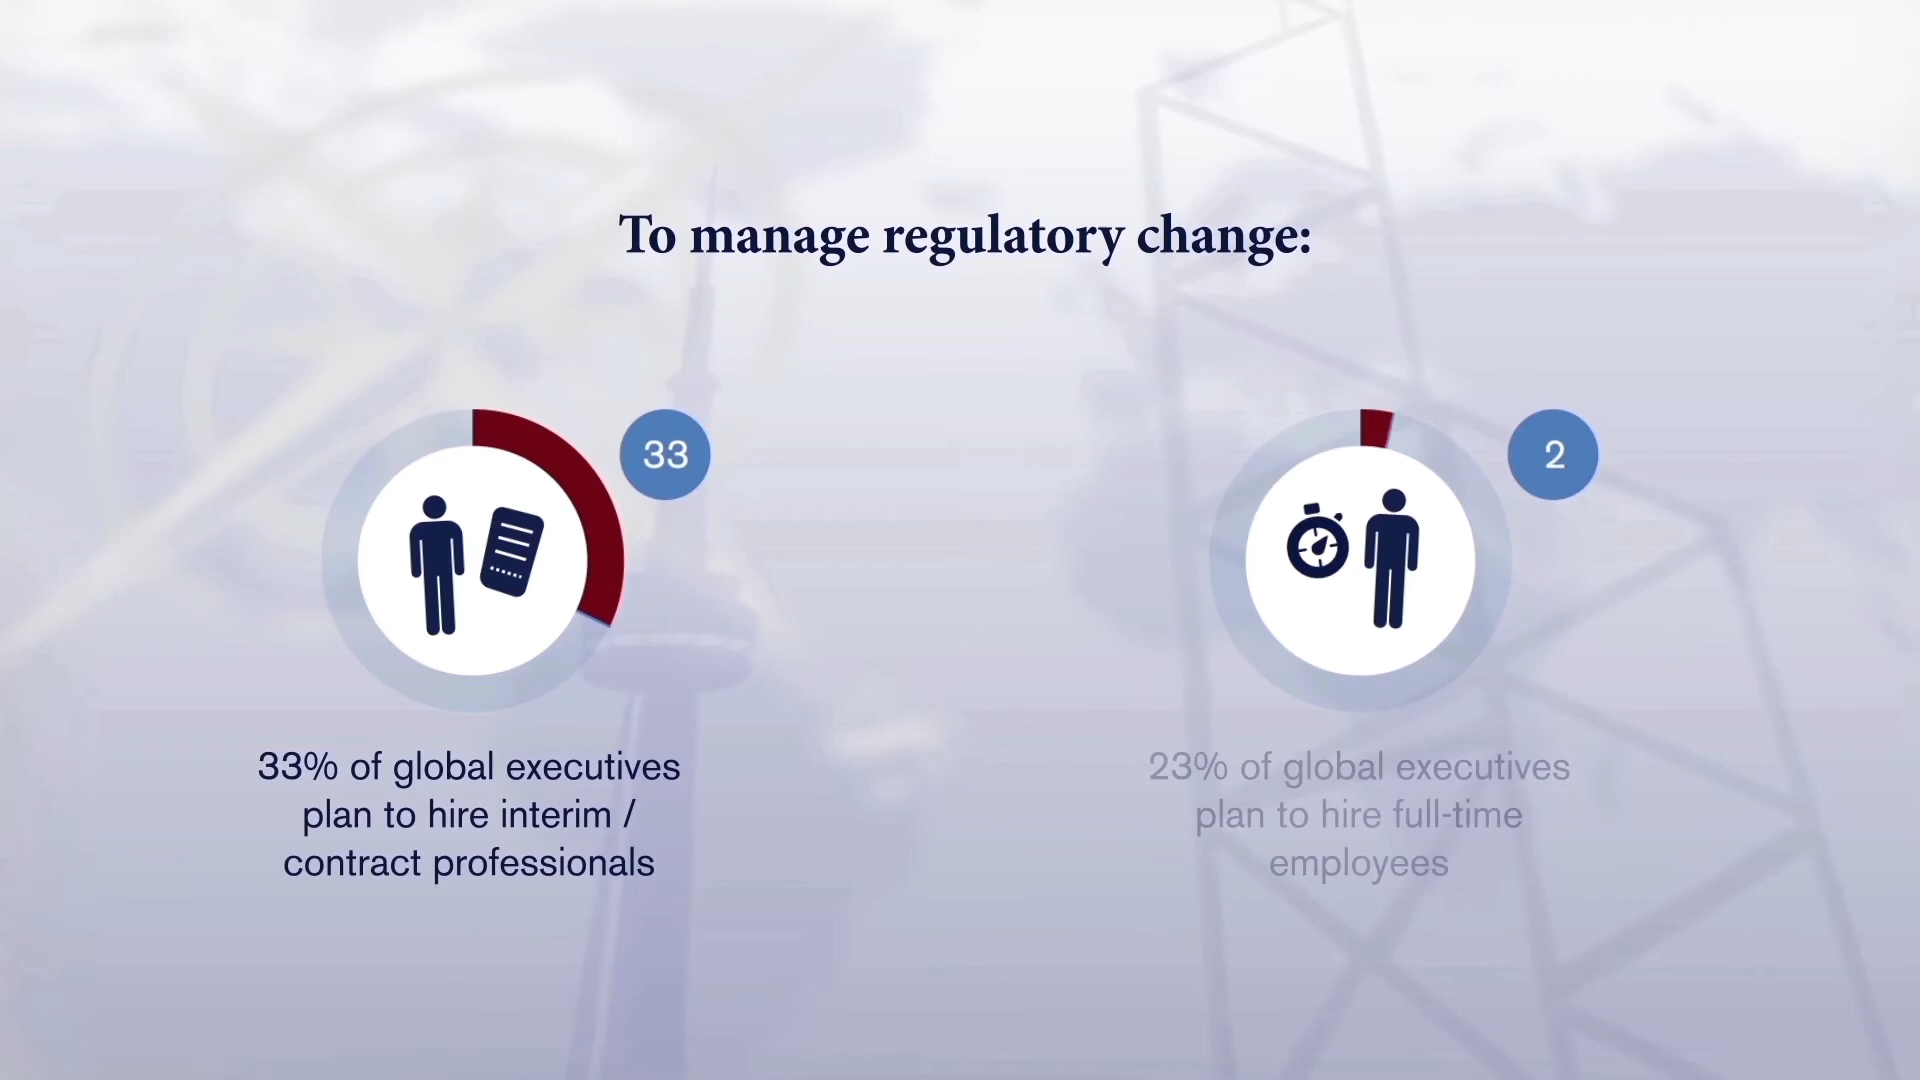 To manage regulatory change:
33
2
33% of global executives
plan to hire interim /
contract professionals
23% of global executives
plan to hire full-time
employees